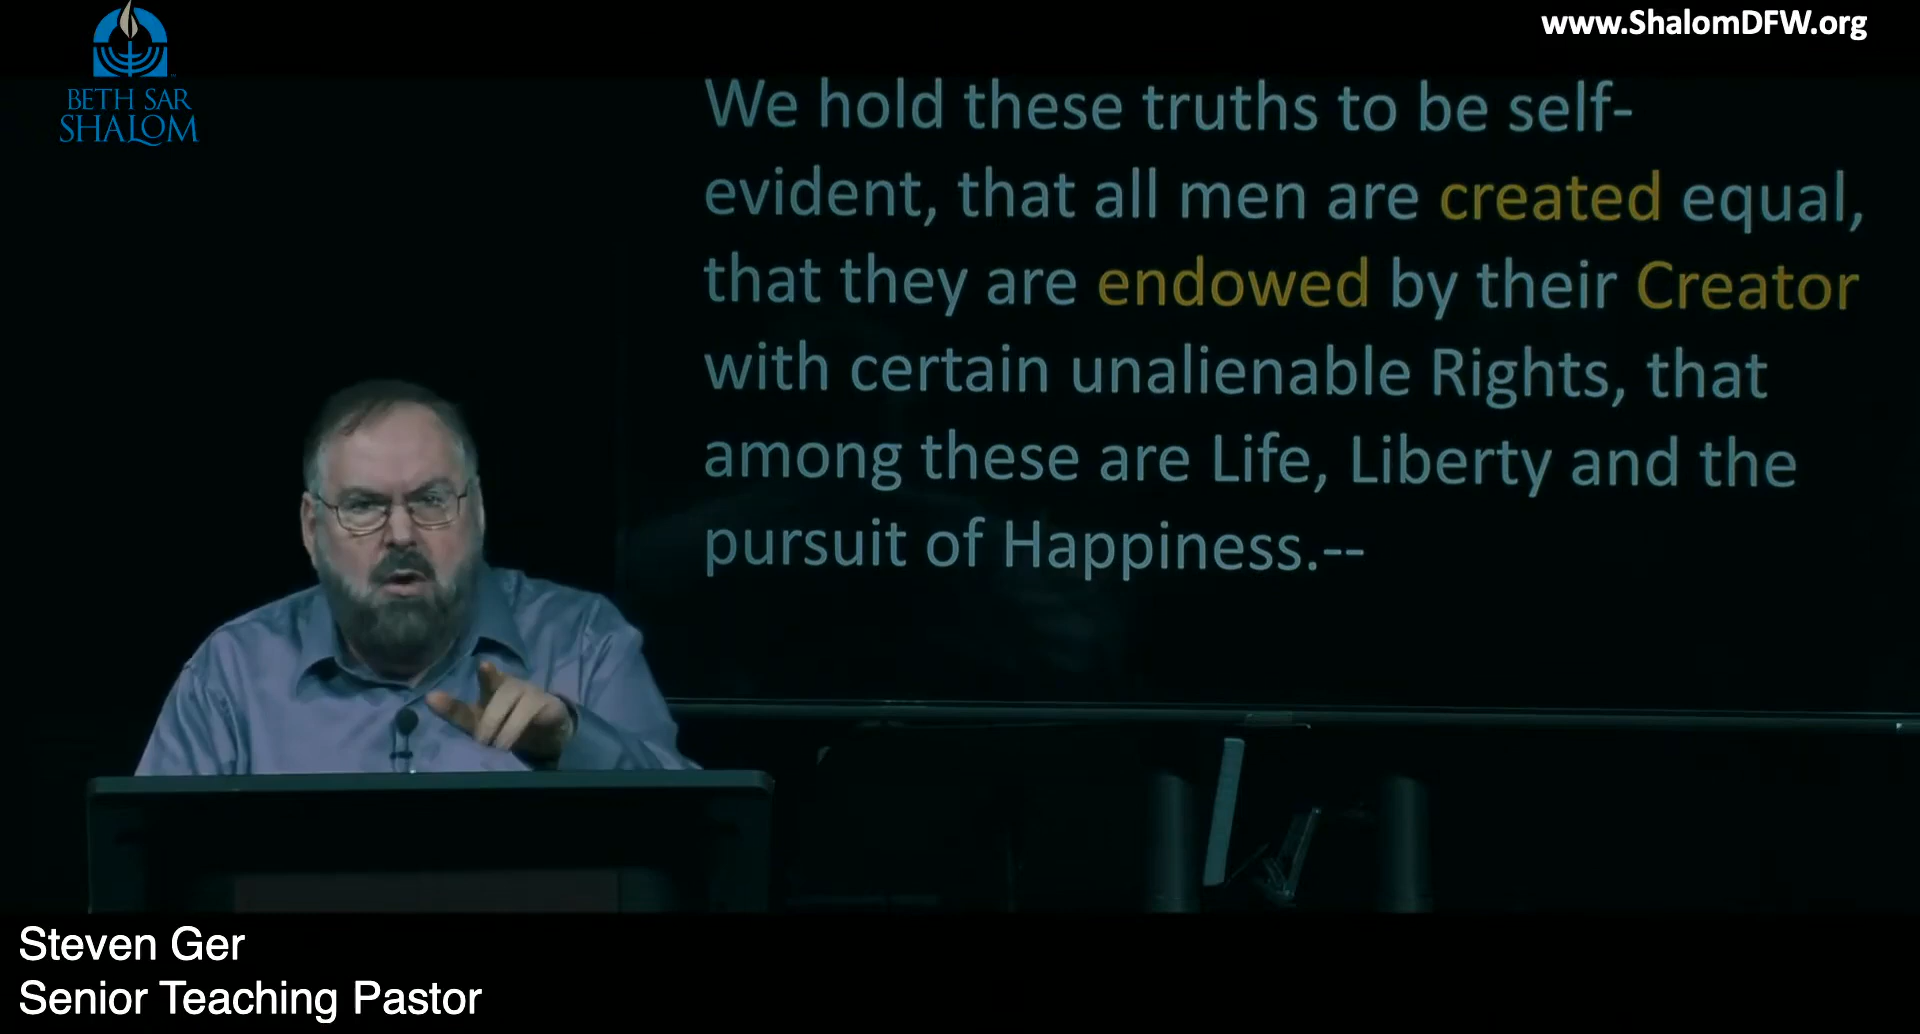 BETH SAR
SHALOM
www.ShalomDFW.org
We hold these truths to be self-
evident, that all men are created equal,
that they are endowed by their Creator
with certain unalienable Rights, that
among these are Life, Liberty and the
pursuit of Happiness.--
Steven Ger
Senior Teaching Pastor